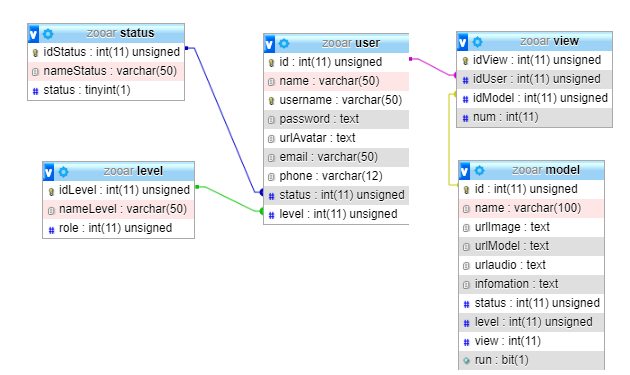 v zooar status
idStatus : int(11) unsigned
nameStatus : varchar(50)
# status : tinyint(1)
v zooar level
idLevel : int(11) unsigned
nameLevel : varchar(50)
# role : int(11) unsigned
v zooar user
id : int(11) unsigned
name : varchar(50)
username : varchar(50)
password : text
urlAvatar : text
email : varchar(50)
phone : varchar(12)
# status : int(11) unsigned
# level : int(11) unsigned
v zooar view
idView : int(11) unsigned
# idUser : int(11) unsigned
# idModel : int(11) unsigned
# num : int(11)
v zooar model
id : int(11) unsigned
name : varchar(100)
urlImage : text
urlModel : text
urlaudio : text
infomation : text
# status : int(11) unsigned
# level : int(11) unsigned
# view : int(11)
run : bit(1)